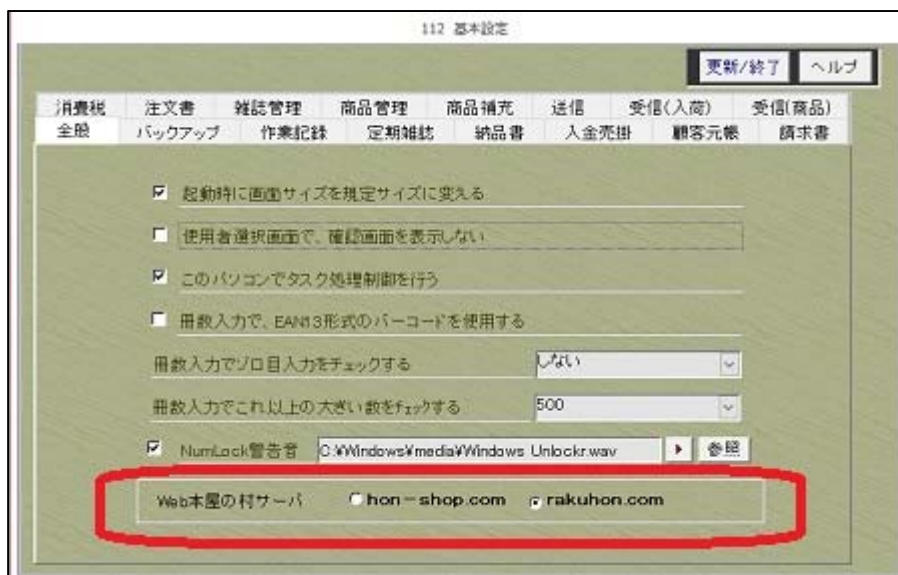 112 基本設定
更新/終了 ヘルプ
消費税 注文書 雑誌管理 商品管理 商品補充 送信 受信(入荷) 受信(商品)
全般 バックアップ 作業記録 定期雑誌 納品書 入金売掛 顧客元帳 請求書
起動時に画面サイズを規定サイズに変える
使用者選択画面で、確認画面を表示しない
このパソコンでタスク処理制御を行う
冊数入力で、EAN13形式のバーコードを使用する
冊数入力でゾロ目入力をチェックする しない
冊数入力でこれ以上の大きい数をチェックする 500
NumLock警告音 C:¥Windows¥media¥Windows Unlockr.wav 参照
Web本屋の村サーバ hon-shop.com rakuhon.com